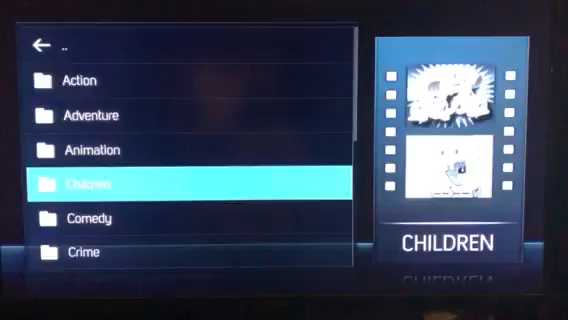 ..
Action
Adventure
Animation
Children
Comedy
Crime
CHILDREN